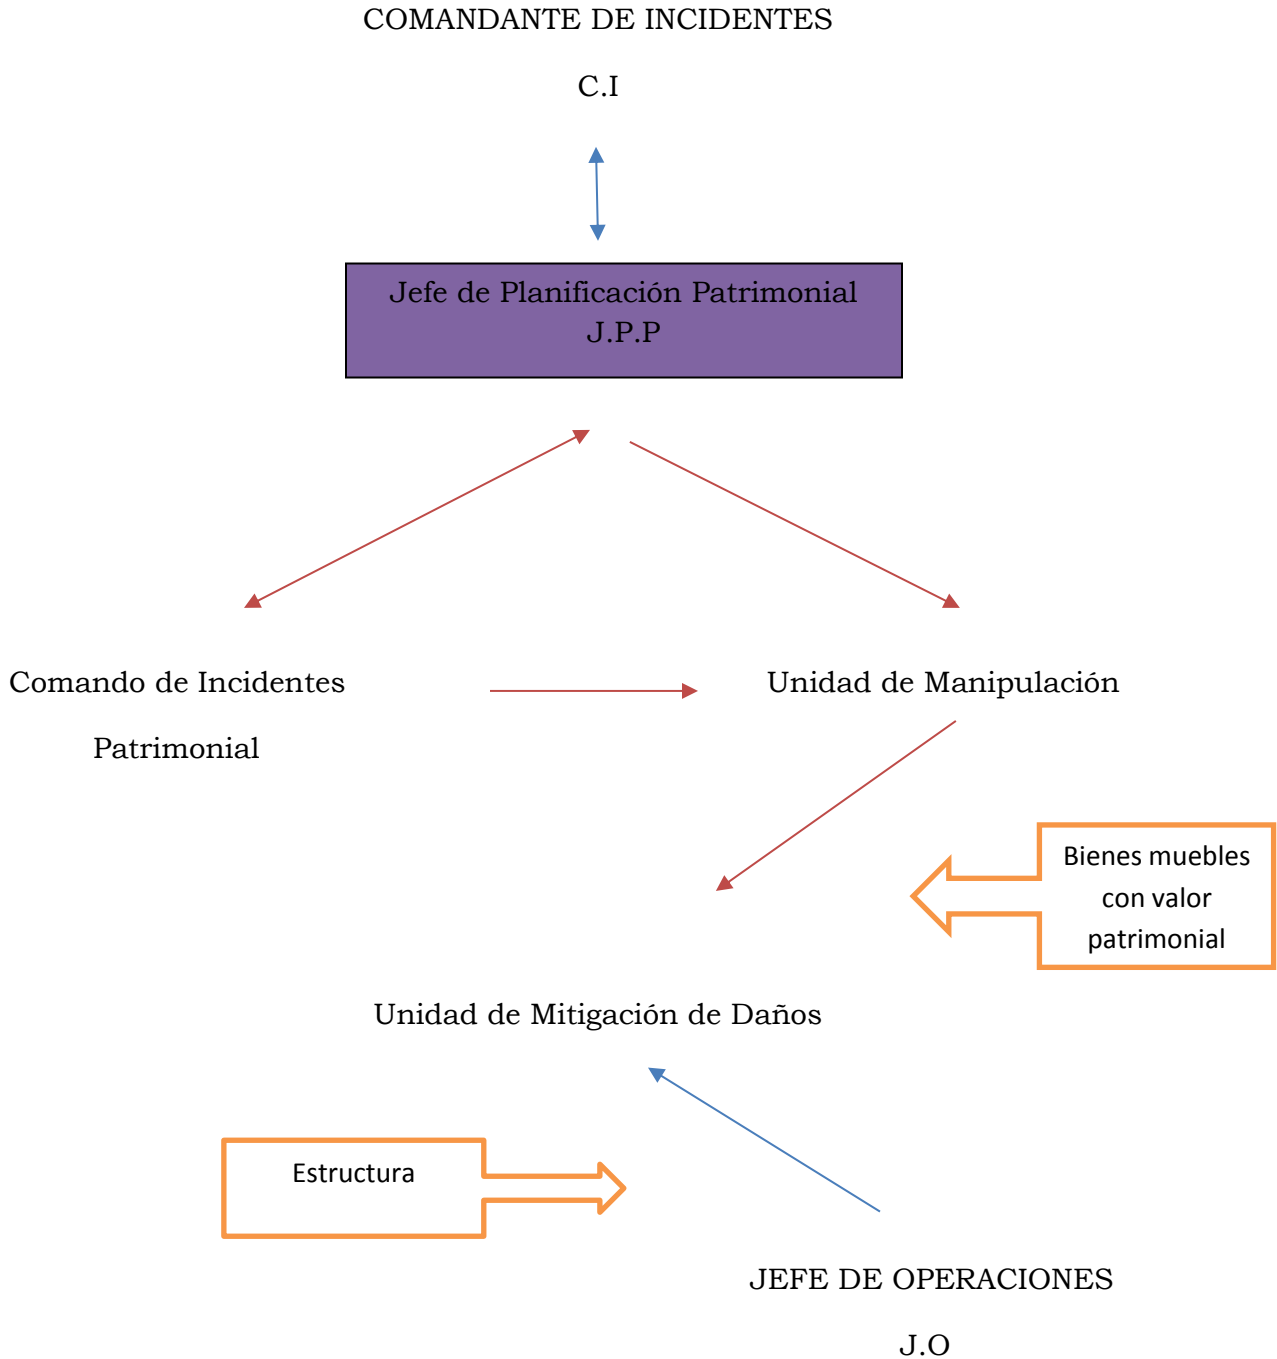 COMANDANTE DE INCIDENTES
C.I
Jefe de Planificación Patrimonial
J.P.P
Comando de Incidentes
Patrimonial
Unidad de Manipulación
Bienes muebles
con valor
patrimonial
Unidad de Mitigación de Daños
Estructura
JEFE DE OPERACIONES
J.O